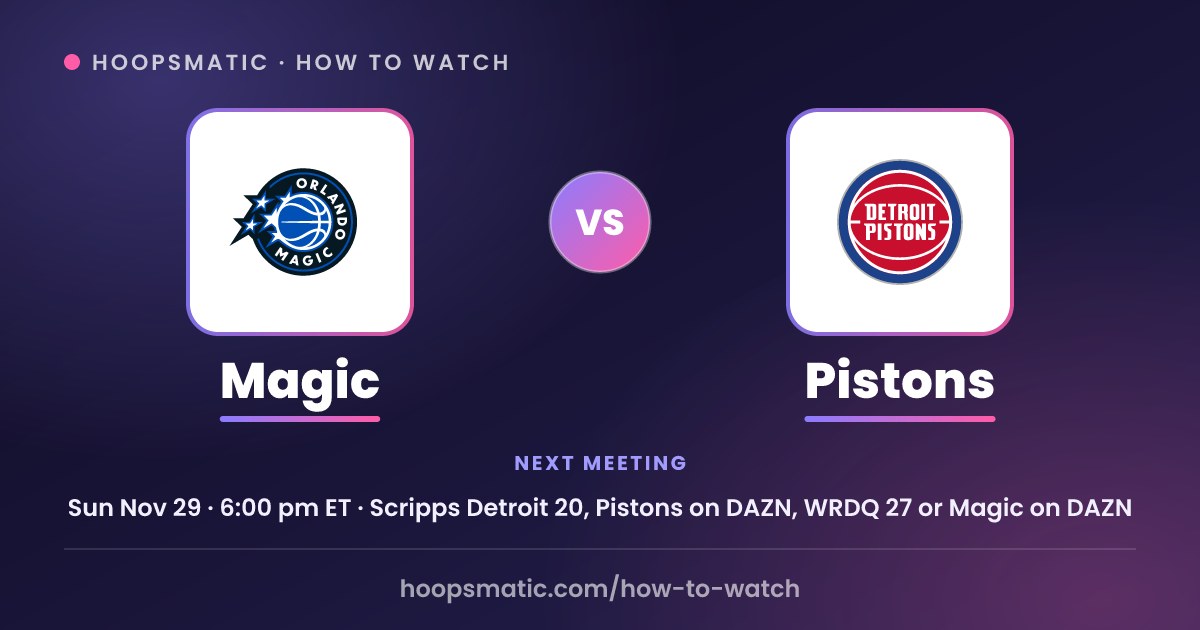 HOOPSMATIC · HOW TO WATCH
ORLANDO
MAGIC
VS
DETROIT
PISTONS
Magic
Pistons
NEXT MEETING
Sun Nov 29 · 6:00 pm ET · Scripps Detroit 20, Pistons on DAZN, WRDQ 27 or Magic on DAZN
hoopsmatic.com/how-to-watch